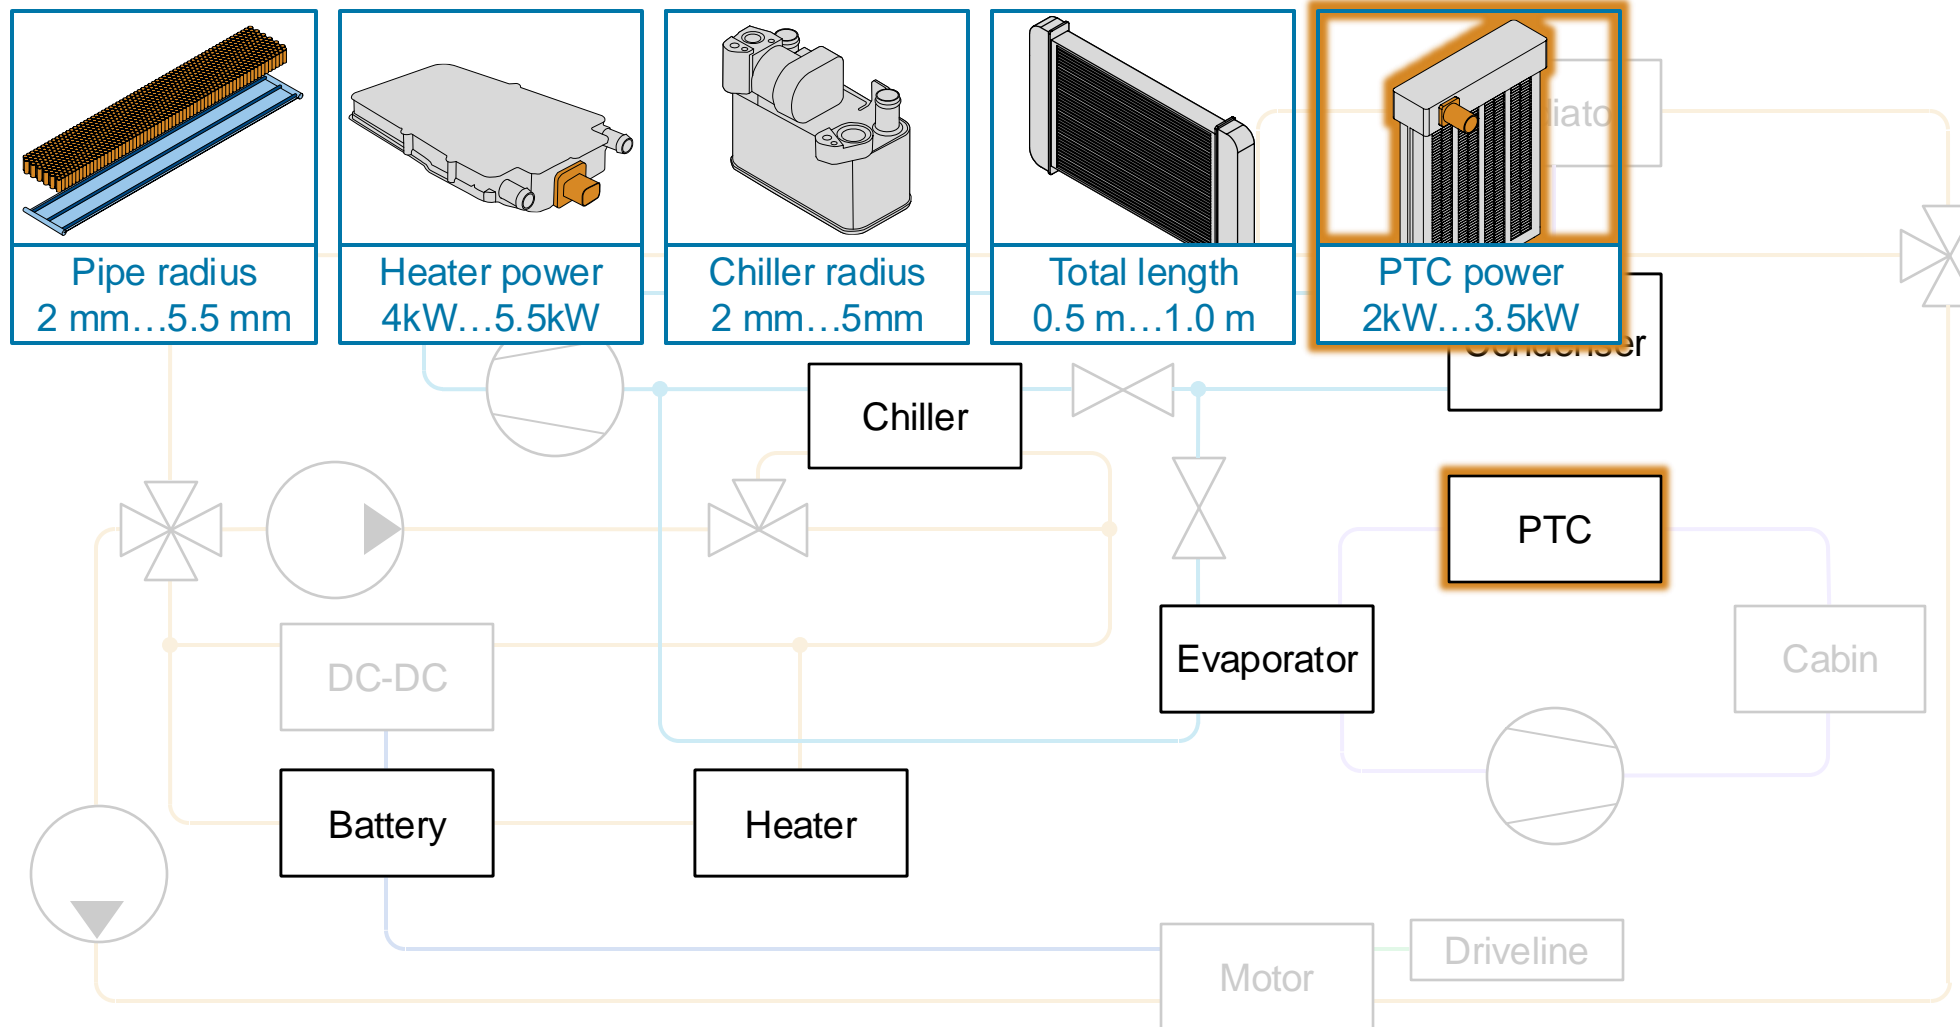 Pipe radius
2 mm…5.5 mm
Heater power
4kW…5.5kW
Chiller radius
2 mm…5mm
Total length
0.5 m…1.0 m
PTC power
2kW…3.5kW
Condenser
Chiller
PTC
Evaporator
Cabin
DC-DC
Battery
Heater
Driveline
Motor